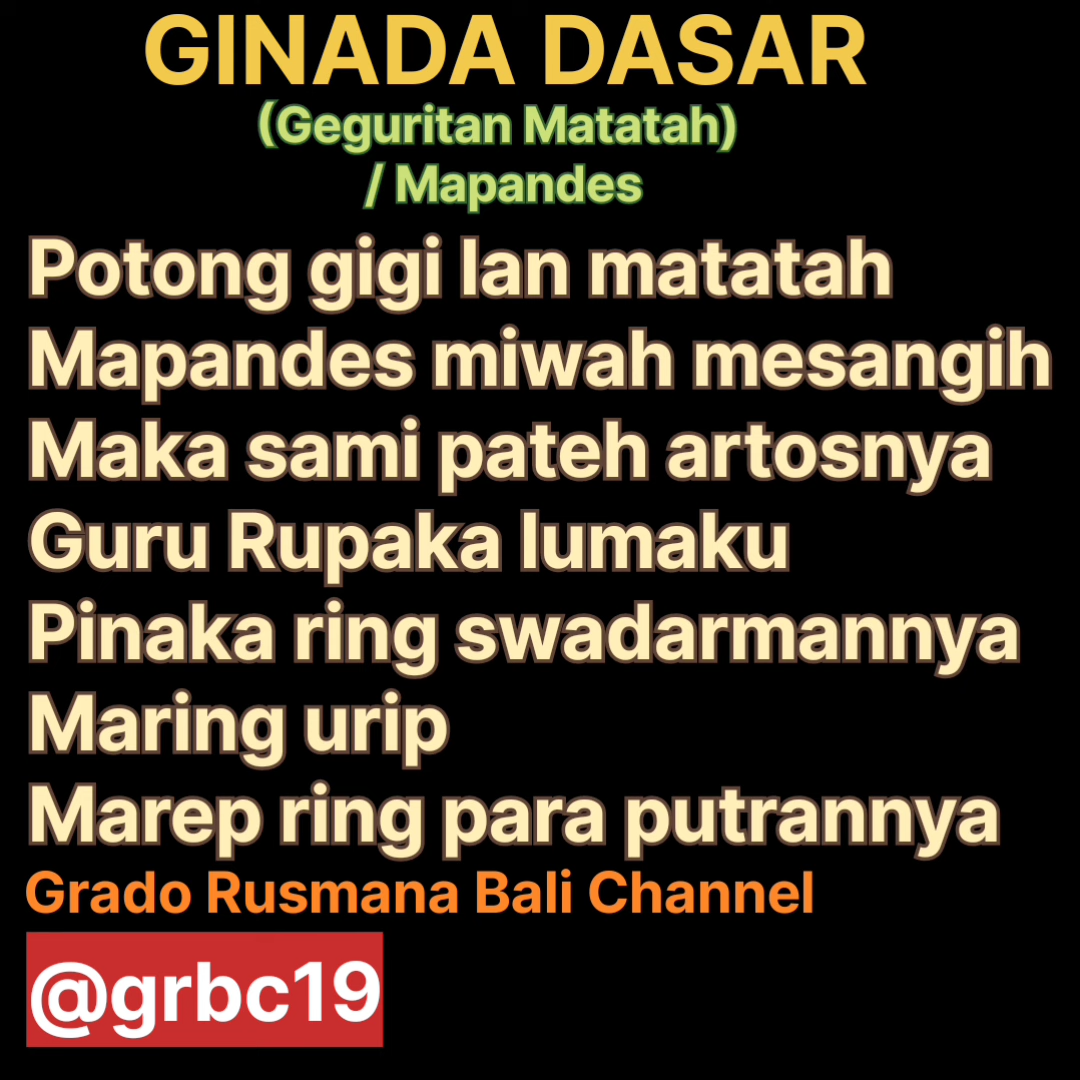 GINADA DASAR
(Geguritan Matatah)
/ Mapandes
Potong gigi lan matatah
Mapandes miwah mesangih
Maka sami pateh artosnya
Guru Rupaka lumaku
Pinaka ring swadarmannya
Maring urip
Marep ring para putrannya
Grado Rusmana Bali Channel
@grbc19